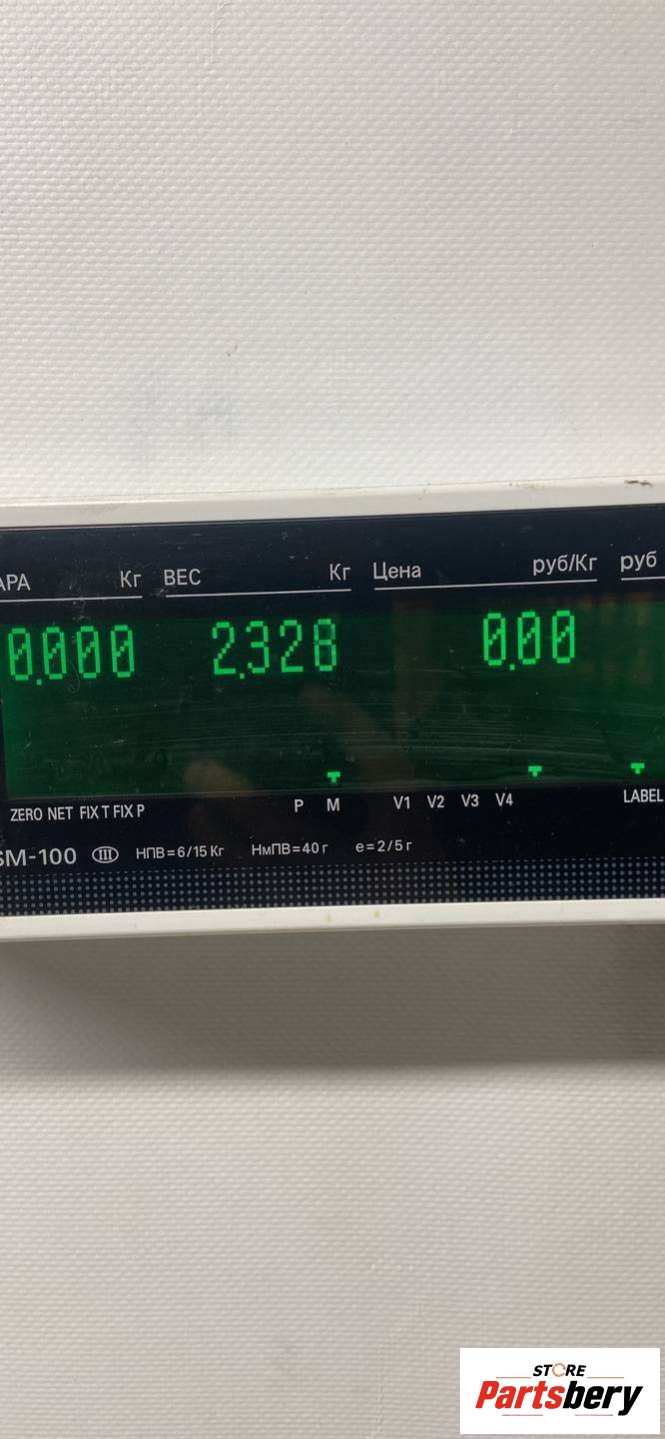 АРА Кг ВЕС Кг Цена руб/Кг руб
0.000 2.328 0.00
ZERO NET FIX T FIX P P M V1 V2 V3 V4 LABEL
SM-100 III НПВ=6/15 Кг НмПВ=40 г e=2/5 г
STORE
Partsbery